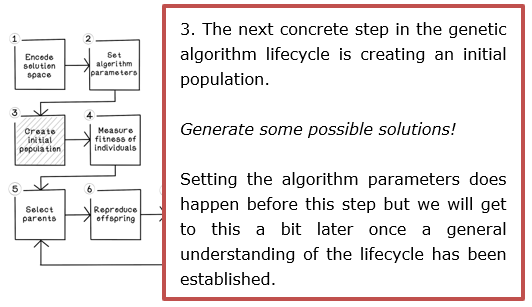 1
Encode
solution
space
2
Set
algorithm
parameters
3
Create
initial
population
4
Measure
fitness of
individuals
5
Select
parents
6
Reproduce
offspring
3. The next concrete step in the genetic
algorithm lifecycle is creating an initial
population.
Generate some possible solutions!
Setting the algorithm parameters does
happen before this step but we will get
to this a bit later once a general
understanding of the lifecycle has been
established.